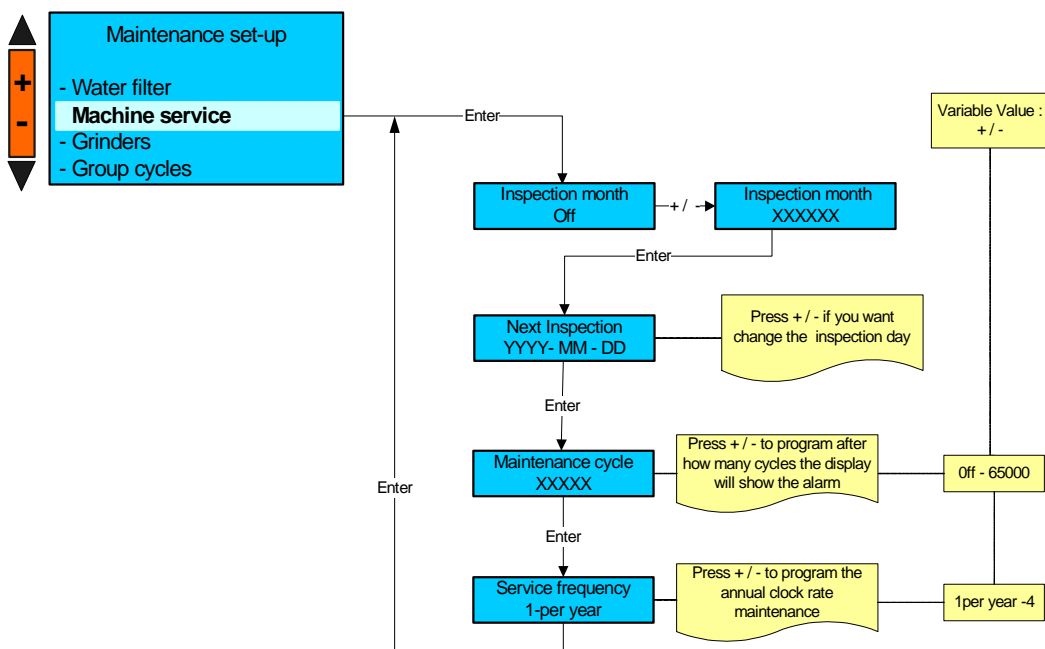 Maintenance set-up
+
-
- Water filter
Machine service
- Grinders
- Group cycles
Enter
Variable Value :
+ / -
Inspection month
Off
+ /  -
Inspection month
XXXXXX
Enter
Next Inspection
YYYY- MM - DD
Press + / - if you want
change the  inspection day
Enter
Maintenance cycle
XXXXX
Press + / - to program after
how many cycles the display
will show the alarm
0ff - 65000
Enter
Enter
Service frequency
1-per year
Press + / - to program the
annual clock rate
maintenance
1per year -4